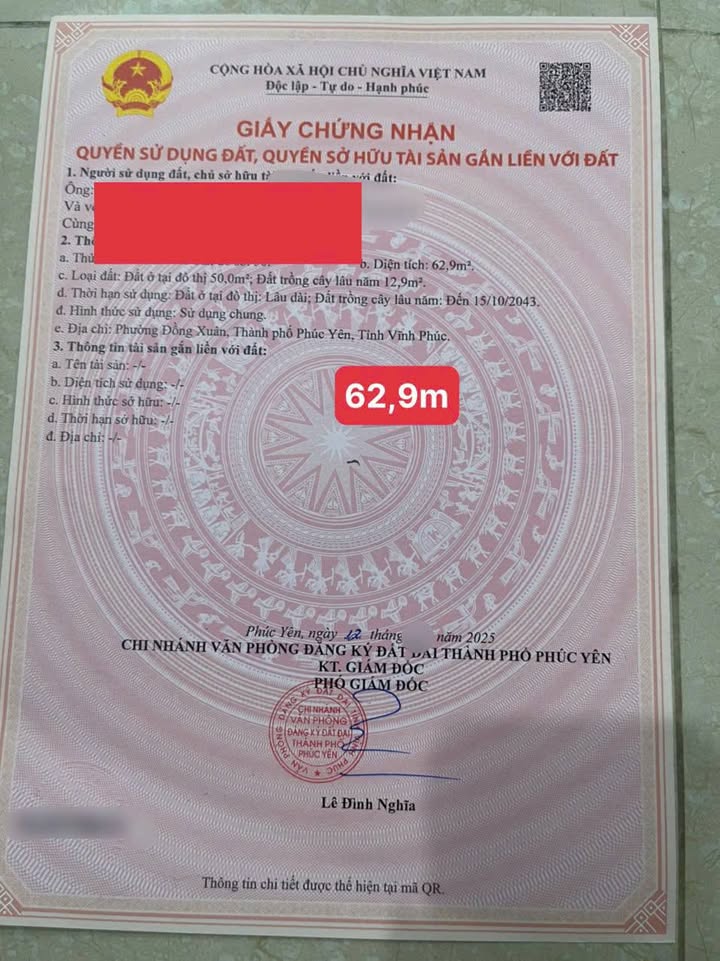 CỘNG HÒA XÃ HỘI CHỦ NGHĨA VIỆT NAM
Độc lập - Tự do - Hạnh phúc
GIẤY CHỨNG NHẬN
QUYỀN SỬ DỤNG ĐẤT, QUYỀN SỞ HỮU TÀI SẢN GẮN LIỀN VỚI ĐẤT
1. Người sử dụng đất, chủ sở hữu với đất:
Ông:
Và
Cùng
2.
a. b. Diện tích: 62,9m².
c. Loại đất: Đất ở tại đô thị 50,0m²; Đất trồng cây lâu năm 12,9m².
d. Thời hạn sử dụng: Đất ở tại đô thị: Lâu dài; Đất trồng cây lâu năm: Đến 15/10/2043.
đ. Hình thức sử dụng: Sử dụng chung.
e. Địa chỉ: Phường Đồng Xuân, Thành phố Phúc Yên, Tỉnh Vĩnh Phúc.
3. Thông tin tài sản gắn liền với đất:
a. Tên tài sản: -/-
b. Diện tích sử dụng: -/-
c. Hình thức sở hữu: -/-
d. Thời hạn sở hữu: -/-
đ. Địa chỉ: -/-
62,9m
Phúc Yên, ngày 12 tháng năm 2025
CHI NHÁNH VĂN PHÒNG ĐĂNG KÝ ĐẤT ĐAI THÀNH PHỐ PHÚC YÊN
KT. GIÁM ĐỐC
PHÓ GIÁM ĐỐC
VĂN PHÒNG ĐĂNG KÝ ĐẤT ĐAI TỈNH VĨNH PHÚC
CHI NHÁNH
VĂN PHÒNG
ĐĂNG KÝ ĐẤT ĐAI
THÀNH PHỐ
PHÚC YÊN
Lê Đình Nghĩa
Thông tin chi tiết được thể hiện tại mã QR.